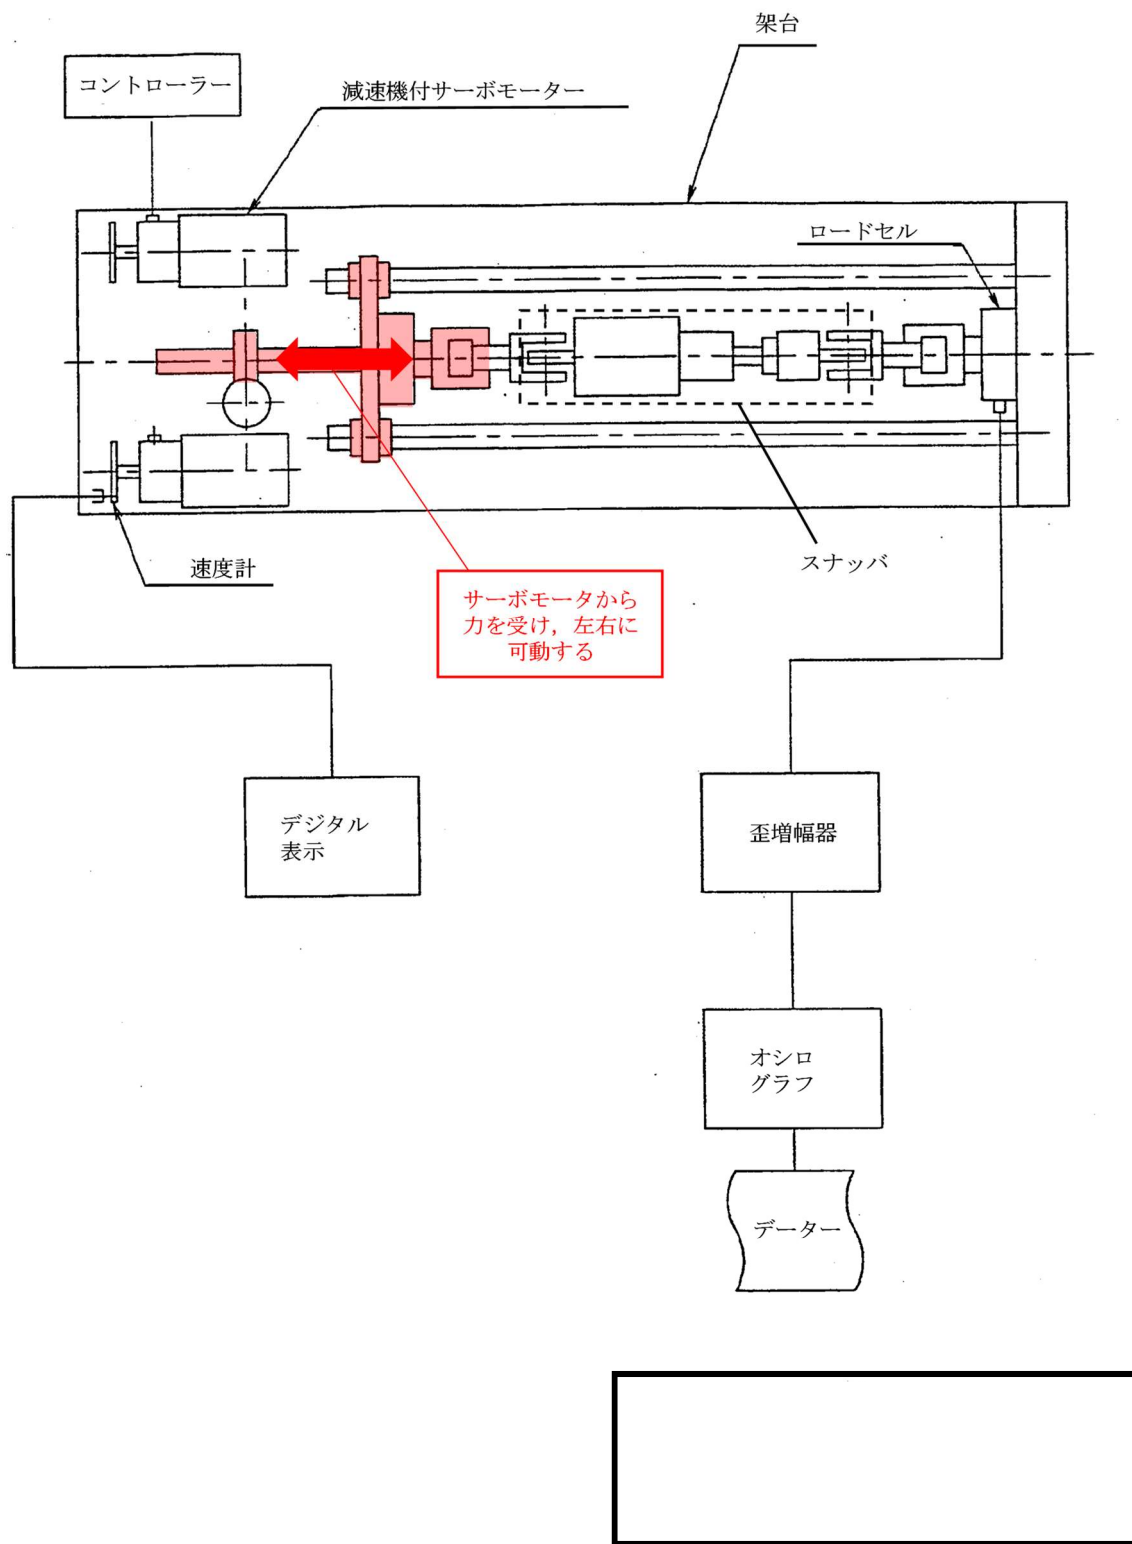 架台
コントローラー
減速機付サーボモーター
ロードセル
スナッバ
速度計
サーボモータから
力を受け，左右に
可動する
デジタル
表示
歪増幅器
オシロ
グラフ
データー